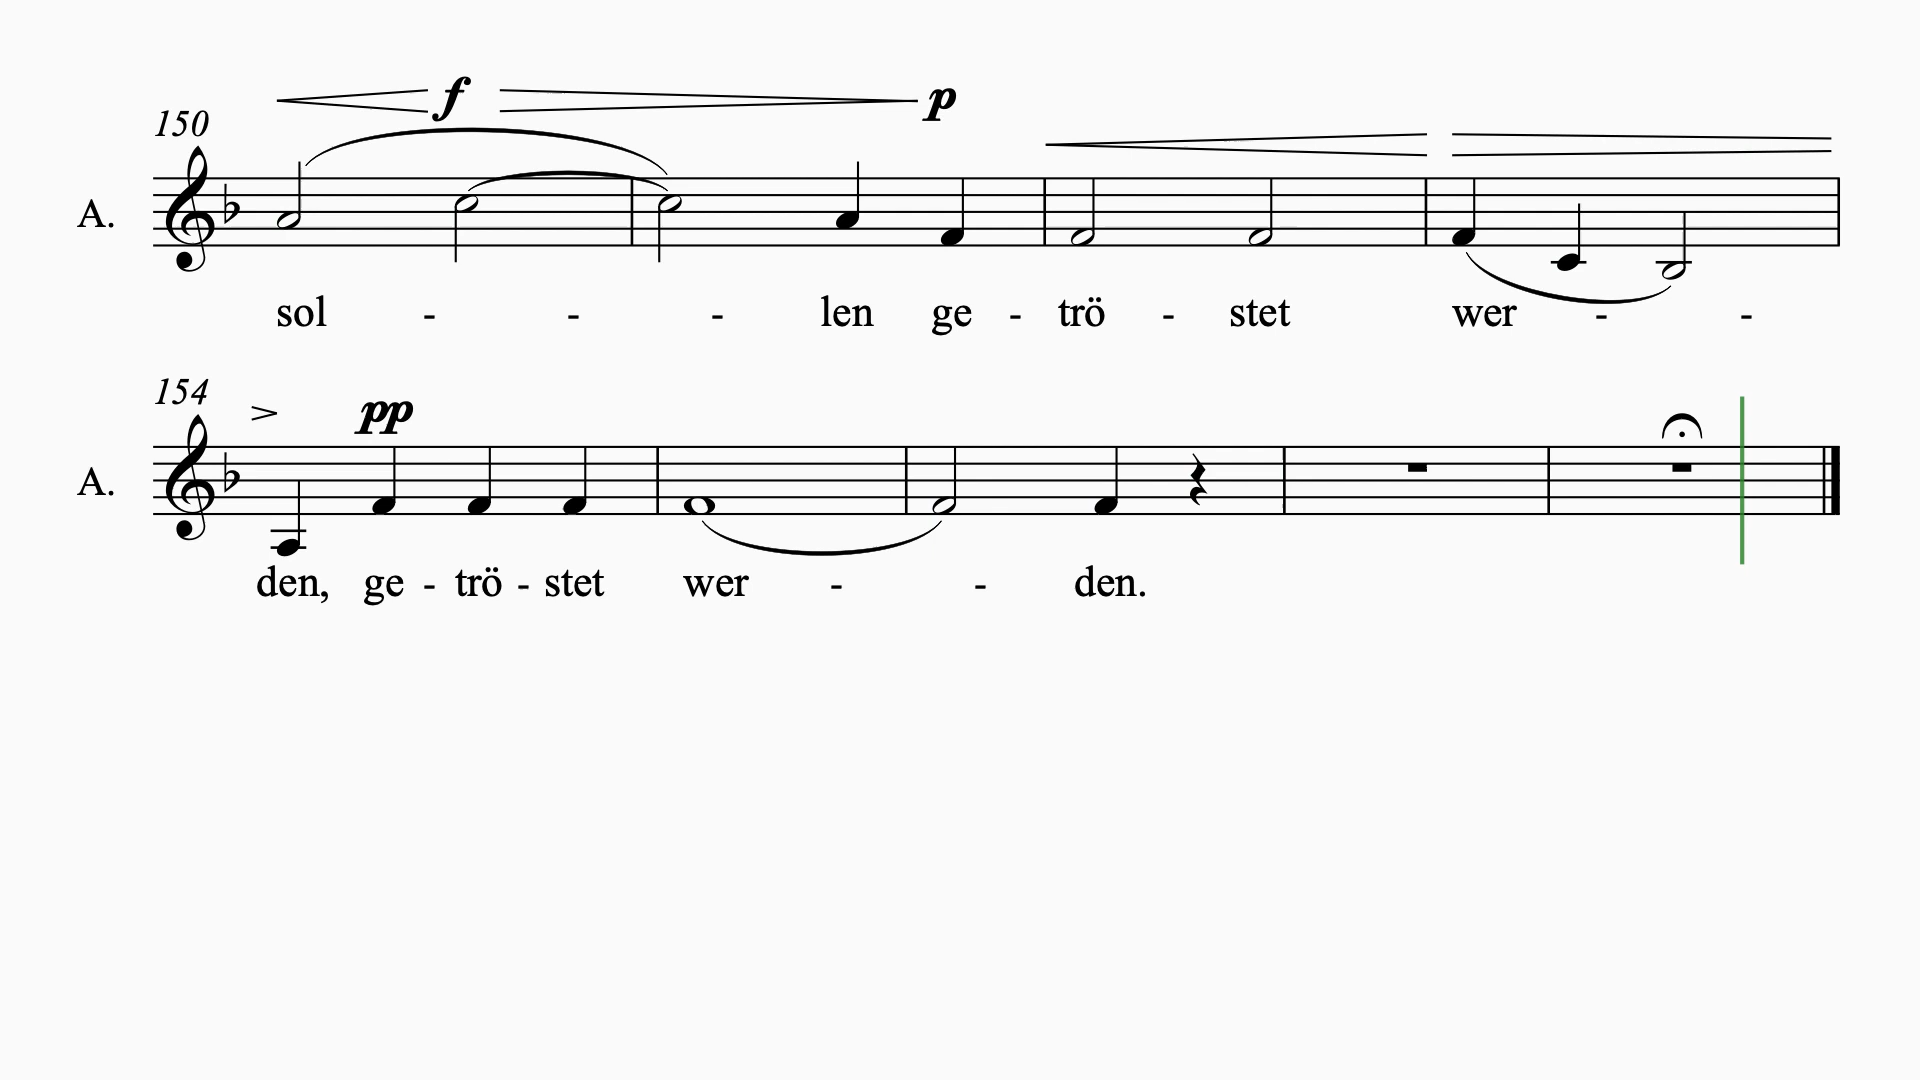 f p
150
A.
sol - - - len ge - trö - stet wer - -
154 pp
A.
den, ge - trö - stet wer - - den.